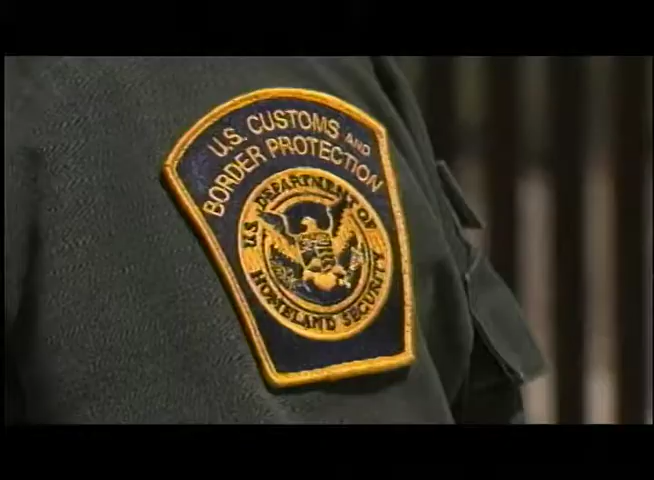 U.S. CUSTOMS AND
BORDER PROTECTION
U.S. DEPARTMENT OF
HOMELAND SECURITY